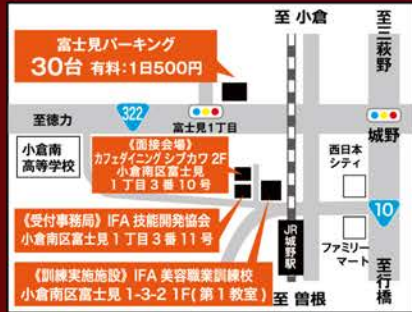 至 小倉
至三萩野
富士見パーキング
30台 有料：1日500円
至徳力
322
富士見1丁目
城野
小倉南
高等学校
《面接会場》
カフェダイニング シブカワ 2F
小倉南区富士見
1丁目3番10号
西日本
シティ
《受付事務局》IFA 技能開発協会
小倉南区富士見1丁目3番11号
10
JR城野駅
ファミリー
マート
《訓練実施施設》IFA 美容職業訓練校
小倉南区富士見 1-3-2 1F(第1教室)
至 曽根
至行橋